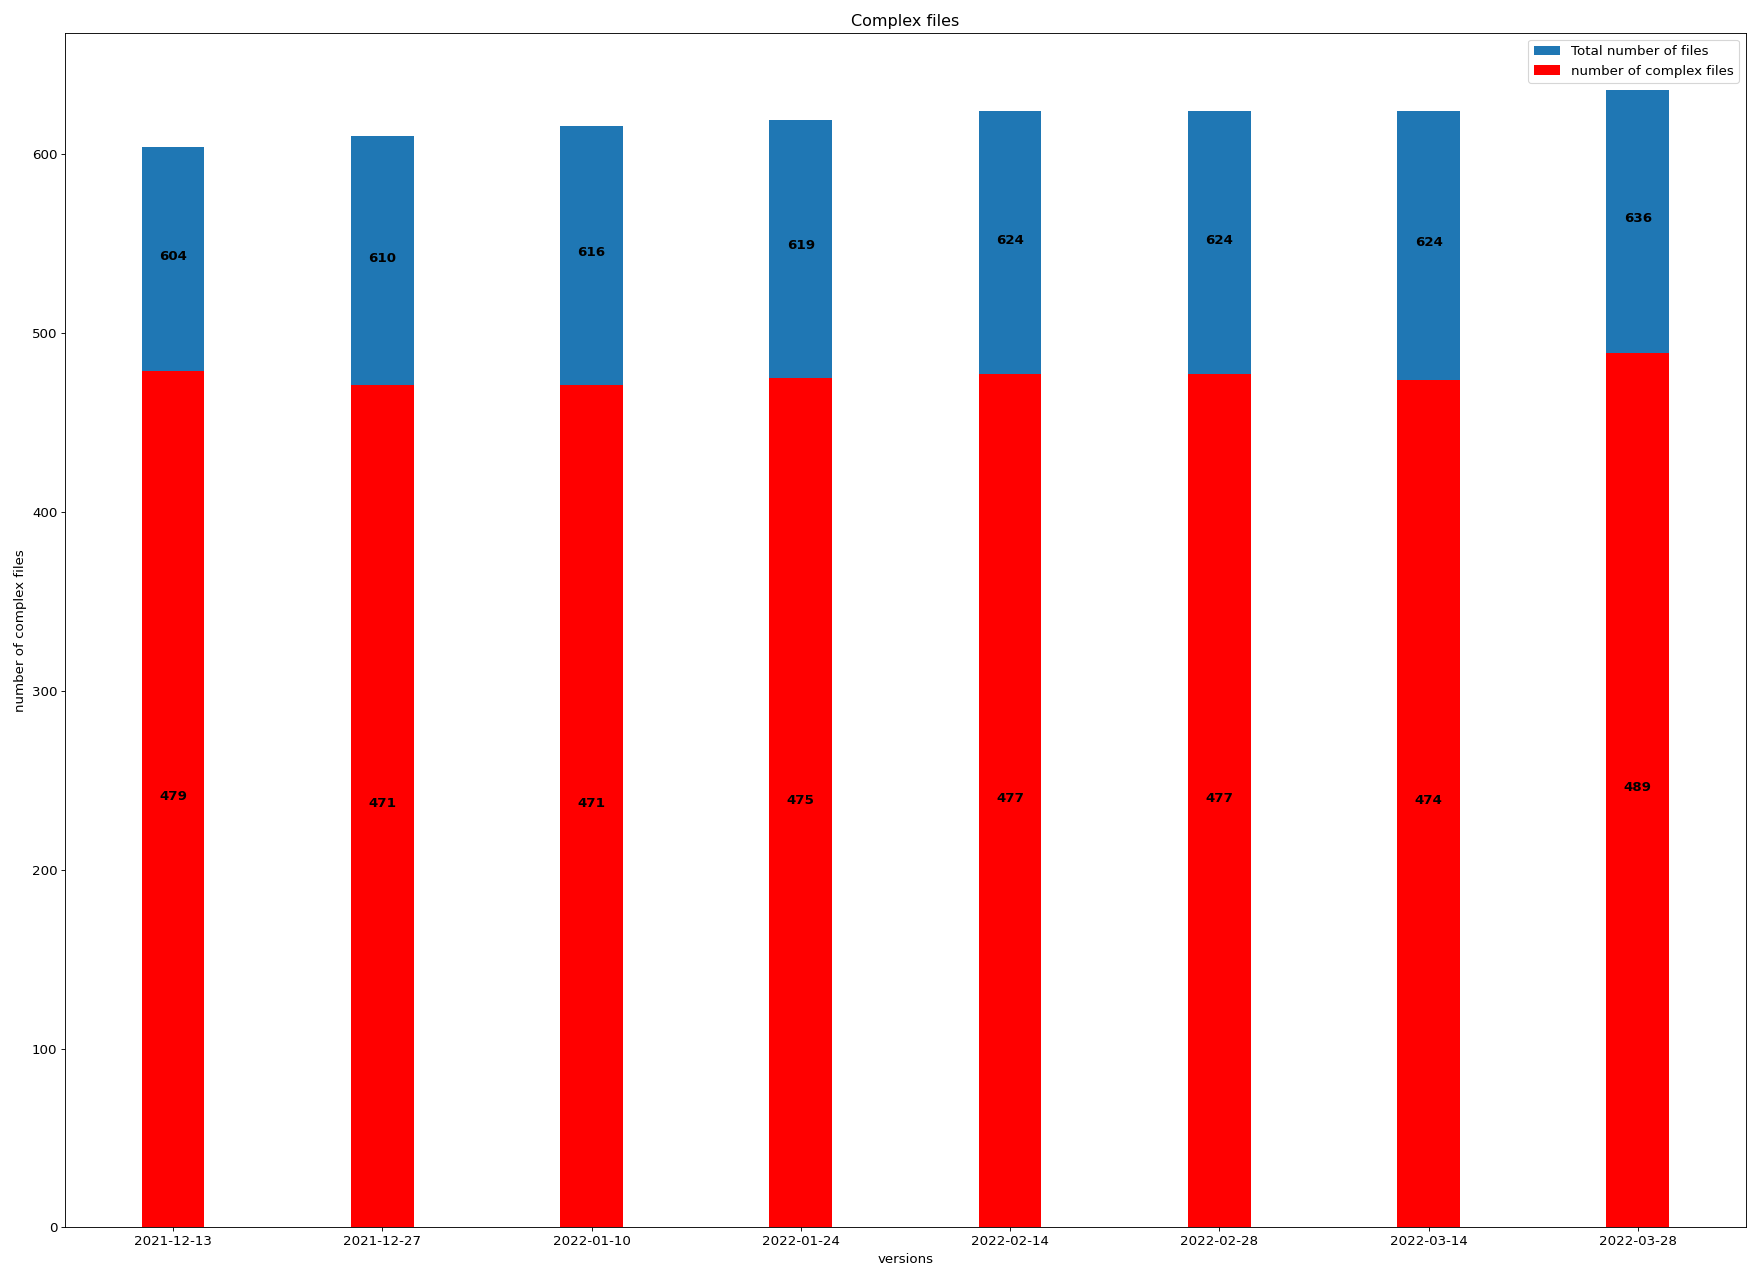 Complex files
Total number of files
number of complex files
600
500
400
300
200
100
0
number of complex files
604 610 616 619 624 624 624 636
479 471 471 475 477 477 474 489
2021-12-13 2021-12-27 2022-01-10 2022-01-24 2022-02-14 2022-02-28 2022-03-14 2022-03-28
versions